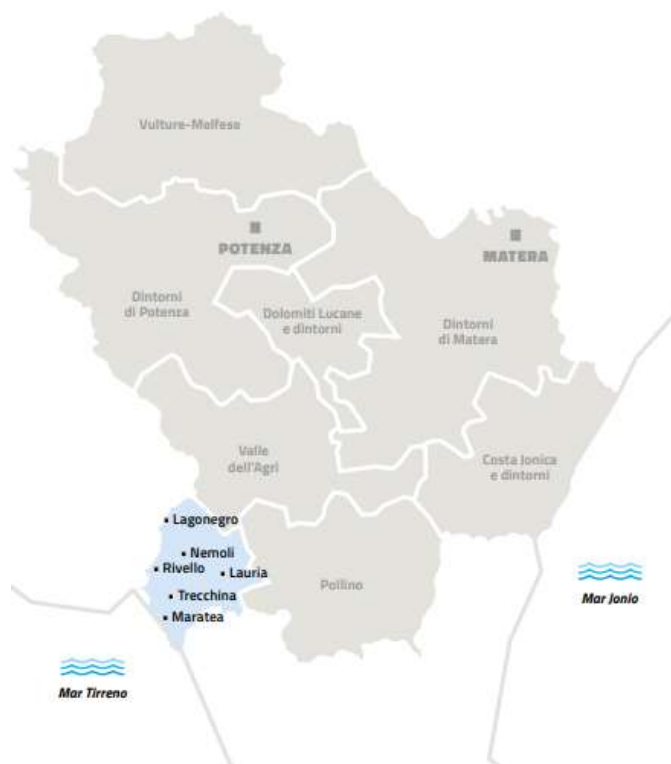 Vulture-Melfese
POTENZA
MATERA
Dintorni
di Potenza
Dolomiti Lucane
e dintorni
Dintorni
di Matera
Valle
dell'Agri
Costa Jonica
e dintorni
Lagonegro
Nemoli
Rivello
Lauria
Trecchina
Maratea
Pollino
Mar Jonio
Mar Tirreno